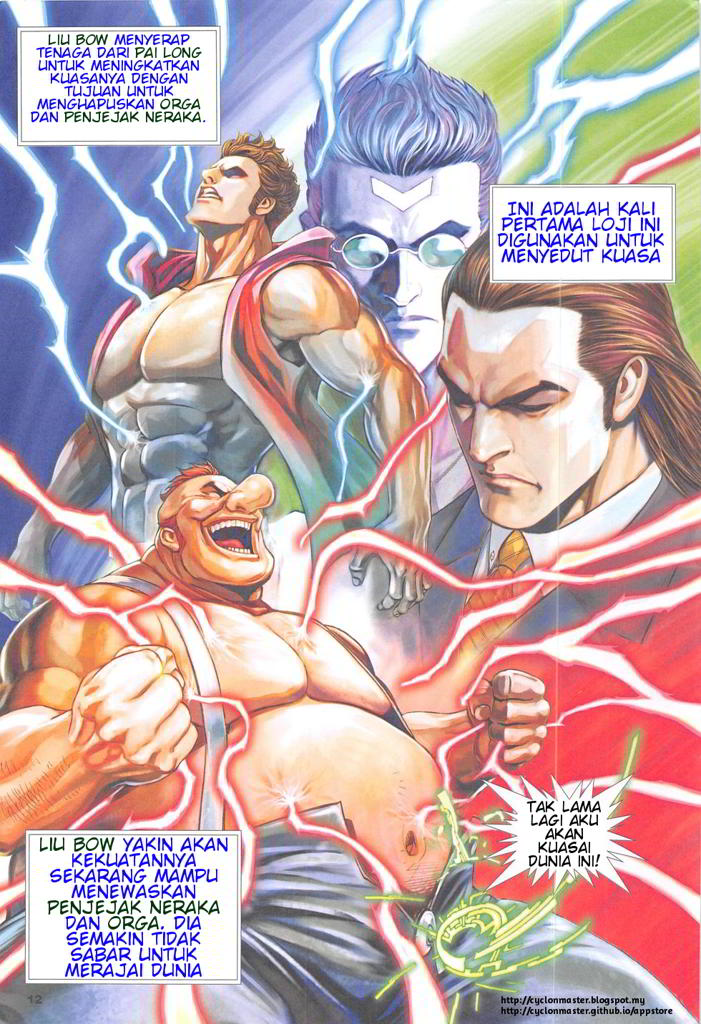 LIU BOW MENYERAP
TENAGA DARI PAI LONG
UNTUK MENINGKATKAN
KUASANYA DENGAN
TUJUAN UNTUK
MENGHAPUSKAN ORGA
DAN PENJEJAK NERAKA.
INI ADALAH KALI
PERTAMA LOJI INI
DIGUNAKAN UNTUK
MENYEDUT KUASA
TAK LAMA
LAGI AKU
AKAN
KUASAI
DUNIA INI!
LIU BOW YAKIN AKAN
KEKUATANNYA
SEKARANG MAMPU
MENEWASKAN
PENJEJAK NERAKA
DAN ORGA. DIA
SEMAKIN TIDAK
SABAR UNTUK
MERAJAI DUNIA
12
http://cyclonmaster.blogspot.my
http://cyclonmaster.github.io/appstore